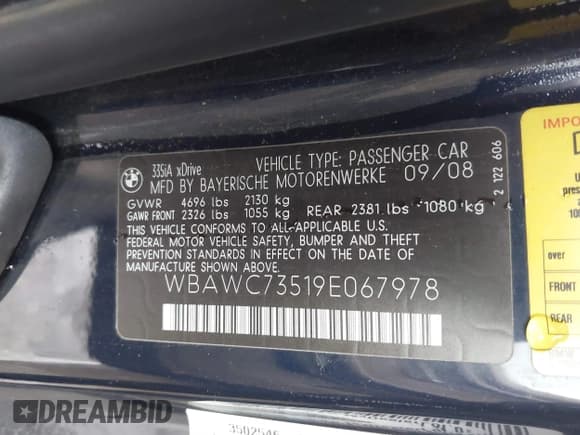 BMW
335iA xDrive
VEHICLE TYPE: PASSENGER CAR
MFD BY BAYERISCHE MOTORENWERKE 09/08
GVWR 4696 lbs 2130 kg
GAWR FRONT 2326 lbs 1055 kg REAR 2381 lbs 1080 kg
THIS VEHICLE CONFORMS TO ALL APPLICABLE U.S.
FEDERAL MOTOR VEHICLE SAFETY, BUMPER AND THEFT
PREVENTION STANDARDS IN EFFECT ON THE DATE OF
MANUFACTURE SHOWN ABOVE.
WBAWC73519E067978
2 122 606
IMPO
over
FRONT
REAR
3502546
DREAMBID